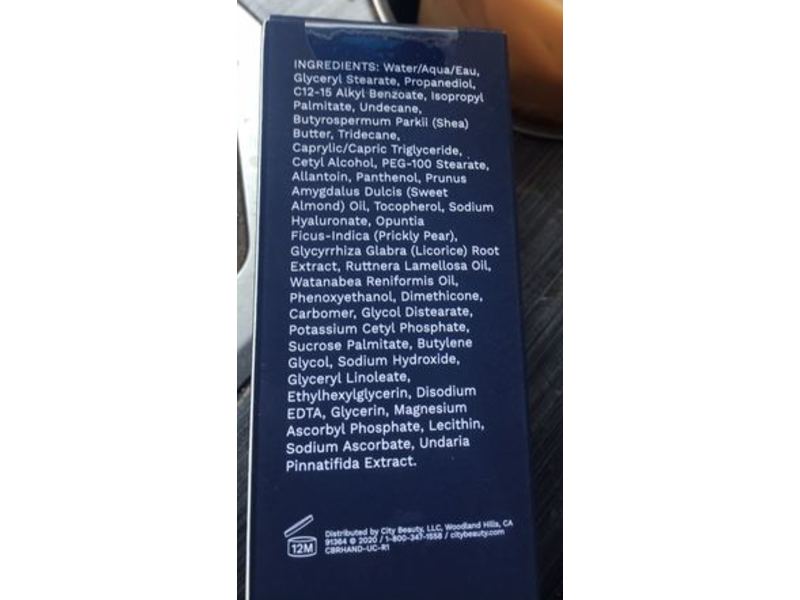 INGREDIENTS: Water/Aqua/Eau,
Glyceryl Stearate, Propanediol,
C12-15 Alkyl Benzoate, Isopropyl
Palmitate, Undecane,
Butyrospermum Parkii (Shea)
Butter, Tridecane,
Caprylic/Capric Triglyceride,
Cetyl Alcohol, PEG-100 Stearate,
Allantoin, Panthenol, Prunus
Amygdalus Dulcis (Sweet
Almond) Oil, Tocopherol, Sodium
Hyaluronate, Opuntia
Ficus-Indica (Prickly Pear),
Glycyrrhiza Glabra (Licorice) Root
Extract, Ruttnera Lamellosa Oil,
Watanabea Reniformis Oil,
Phenoxyethanol, Dimethicone,
Carbomer, Glycol Distearate,
Potassium Cetyl Phosphate,
Sucrose Palmitate, Butylene
Glycol, Sodium Hydroxide,
Glyceryl Linoleate,
Ethylhexylglycerin, Disodium
EDTA, Glycerin, Magnesium
Ascorbyl Phosphate, Lecithin,
Sodium Ascorbate, Undaria
Pinnatifida Extract.
12M
Distributed by City Beauty, LLC, Woodland Hills, CA
91364 © 2020 / 1-800-347-1558 / citybeauty.com
CBRHAND-UC-R1